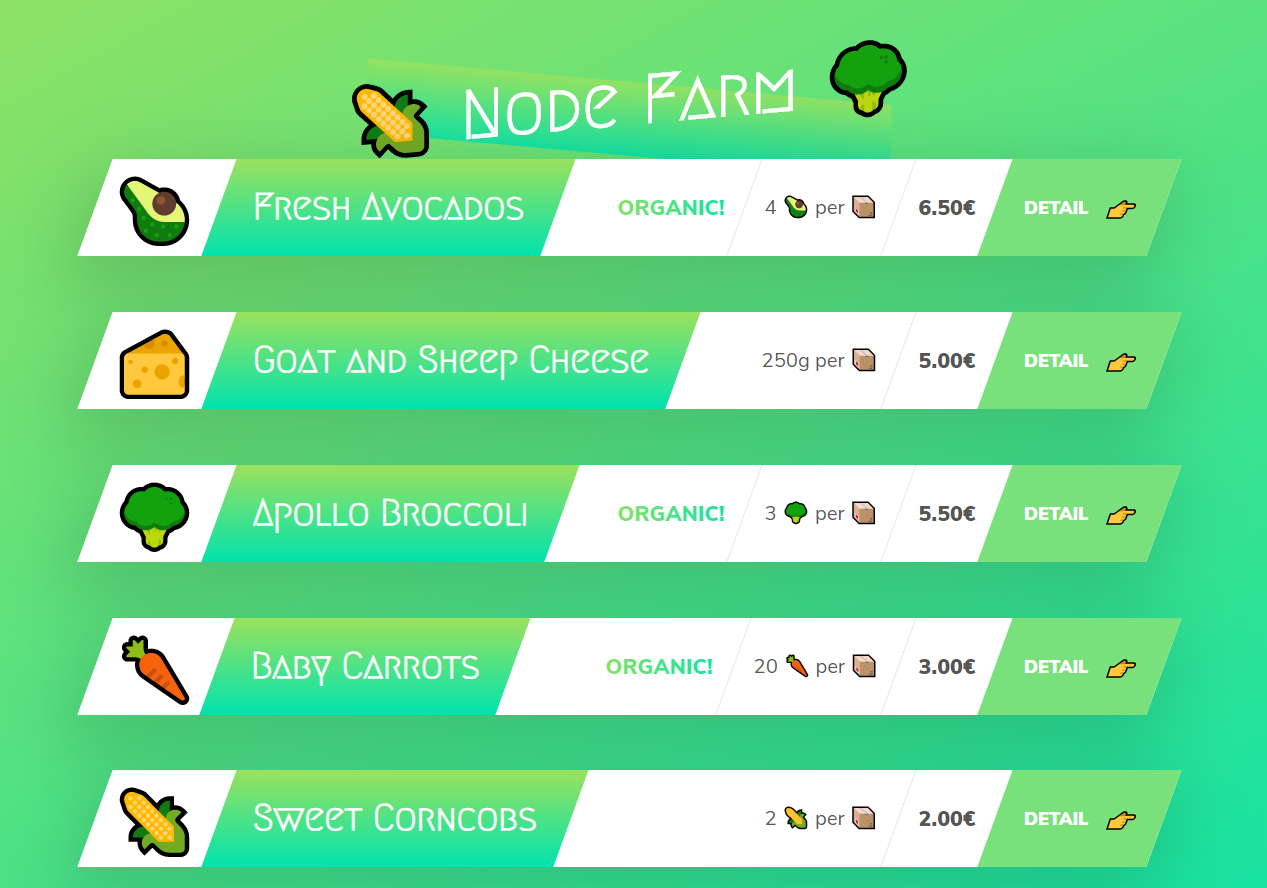 Node Farm
Fresh Avocados ORGANIC! 4 🥑 per 📦 6.50€ DETAIL 👉
Goat and Sheep Cheese 250g per 📦 5.00€ DETAIL 👉
Apollo Broccoli ORGANIC! 3 🥦 per 📦 5.50€ DETAIL 👉
Baby Carrots ORGANIC! 20 🥕 per 📦 3.00€ DETAIL 👉
Sweet Corncobs 2 🌽 per 📦 2.00€ DETAIL 👉